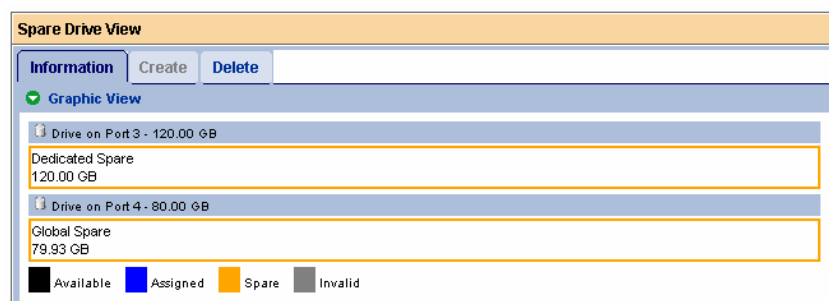 Spare Drive View
Information Create Delete
Graphic View
Drive on Port 3 - 120.00 GB
Dedicated Spare
120.00 GB
Drive on Port 4 - 80.00 GB
Global Spare
79.93 GB
Available Assigned Spare Invalid